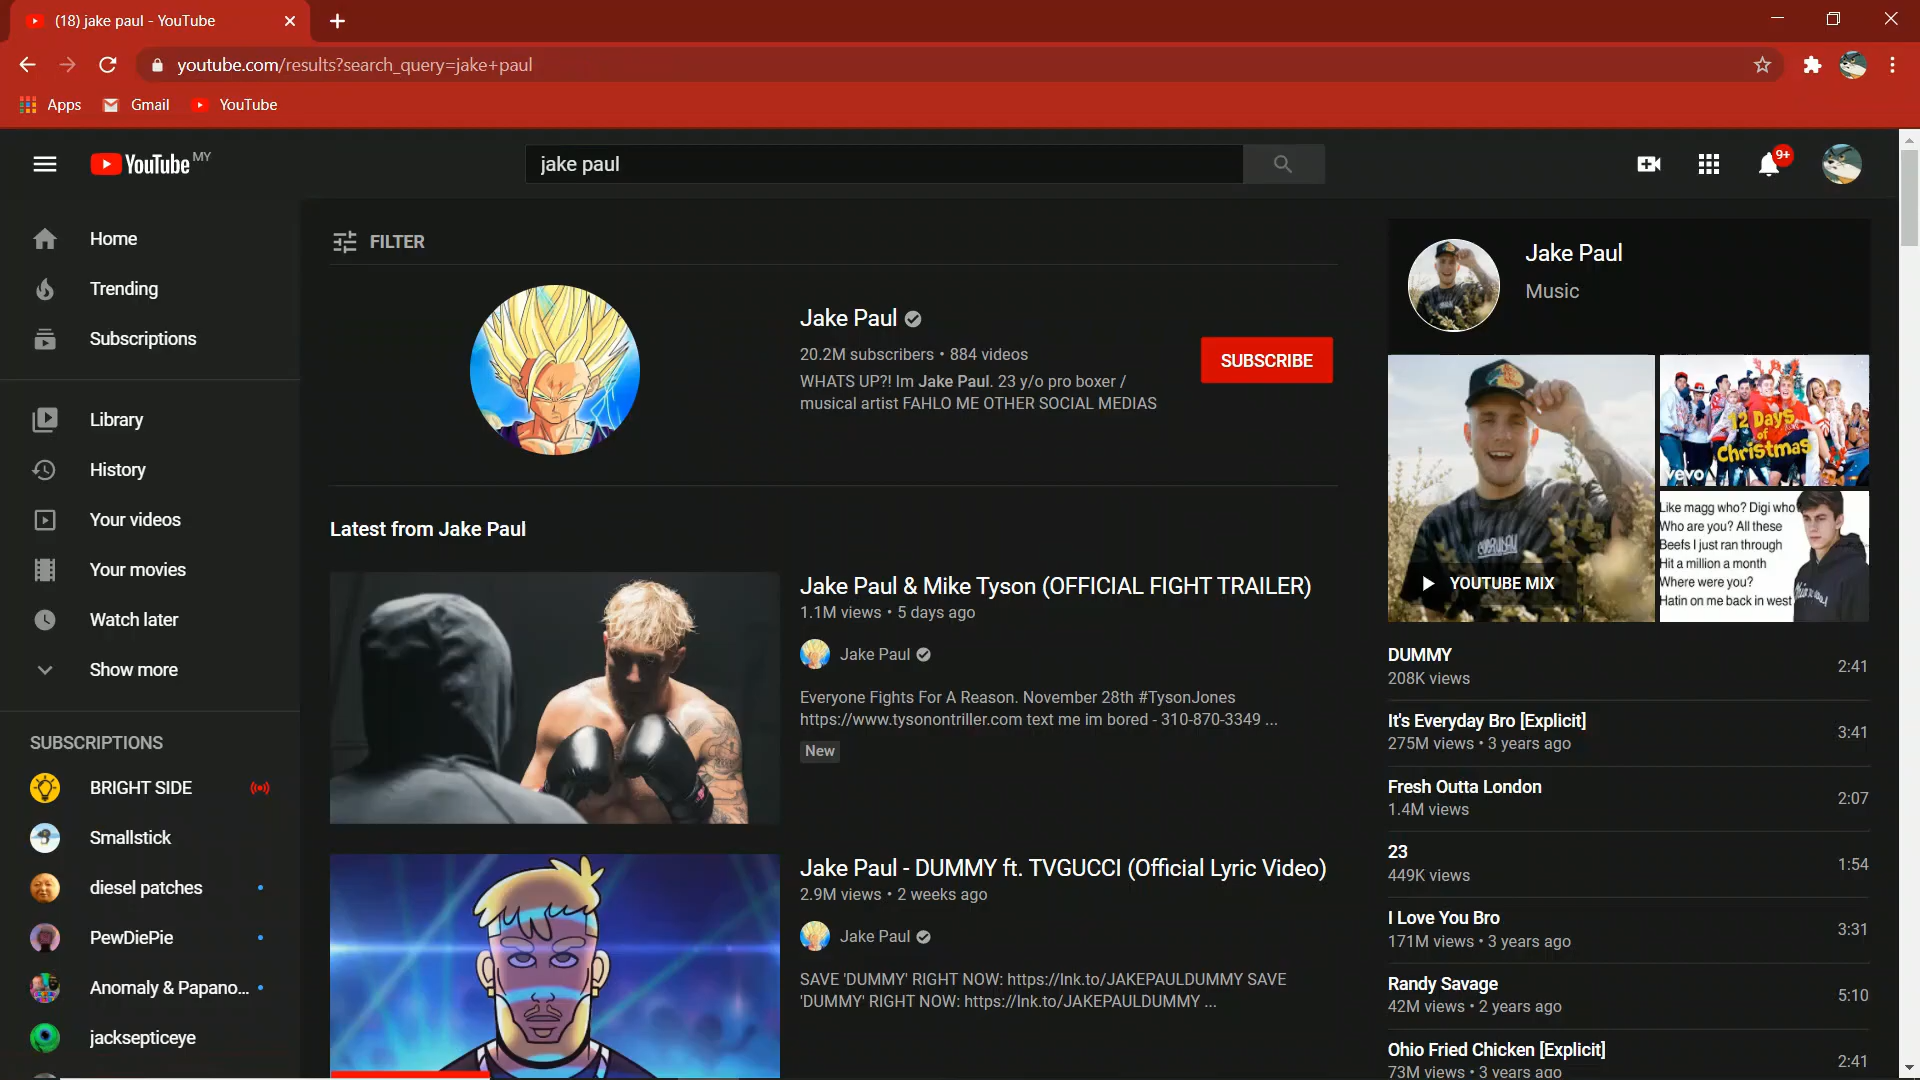 (18) jake paul - YouTube
youtube.com/results?search_query=jake+paul
Apps
Gmail
YouTube
YouTube MY
jake paul
9+
Home
Trending
Subscriptions
Library
History
Your videos
Your movies
Watch later
Show more
SUBSCRIPTIONS
BRIGHT SIDE
Smallstick
diesel patches
PewDiePie
Anomaly & Papano...
jacksepticeye
FILTER
Jake Paul
20.2M subscribers • 884 videos
WHATS UP?! Im Jake Paul. 23 y/o pro boxer /
musical artist FAHLO ME OTHER SOCIAL MEDIAS
SUBSCRIBE
Latest from Jake Paul
Jake Paul & Mike Tyson (OFFICIAL FIGHT TRAILER)
1.1M views • 5 days ago
Jake Paul
Everyone Fights For A Reason. November 28th #TysonJones
https://www.tysonontriller.com text me im bored - 310-870-3349 ...
New
Jake Paul - DUMMY ft. TVGUCCI (Official Lyric Video)
2.9M views • 2 weeks ago
Jake Paul
SAVE 'DUMMY' RIGHT NOW: https://lnk.to/JAKEPAULDUMMY SAVE
'DUMMY' RIGHT NOW: https://lnk.to/JAKEPAULDUMMY ...
Jake Paul
Music
12 Days
of
Christmas
vevo
Like magg who? Digi who
Who are you? All these
Beefs I just ran through
Hit a million a month
Where were you?
Hatin on me back in west
YOUTUBE MIX
DUMMY
208K views
2:41
It's Everyday Bro [Explicit]
275M views • 3 years ago
3:41
Fresh Outta London
1.4M views
2:07
23
449K views
1:54
I Love You Bro
171M views • 3 years ago
3:31
Randy Savage
42M views • 2 years ago
5:10
Ohio Fried Chicken [Explicit]
73M views • 3 years ago
2:41